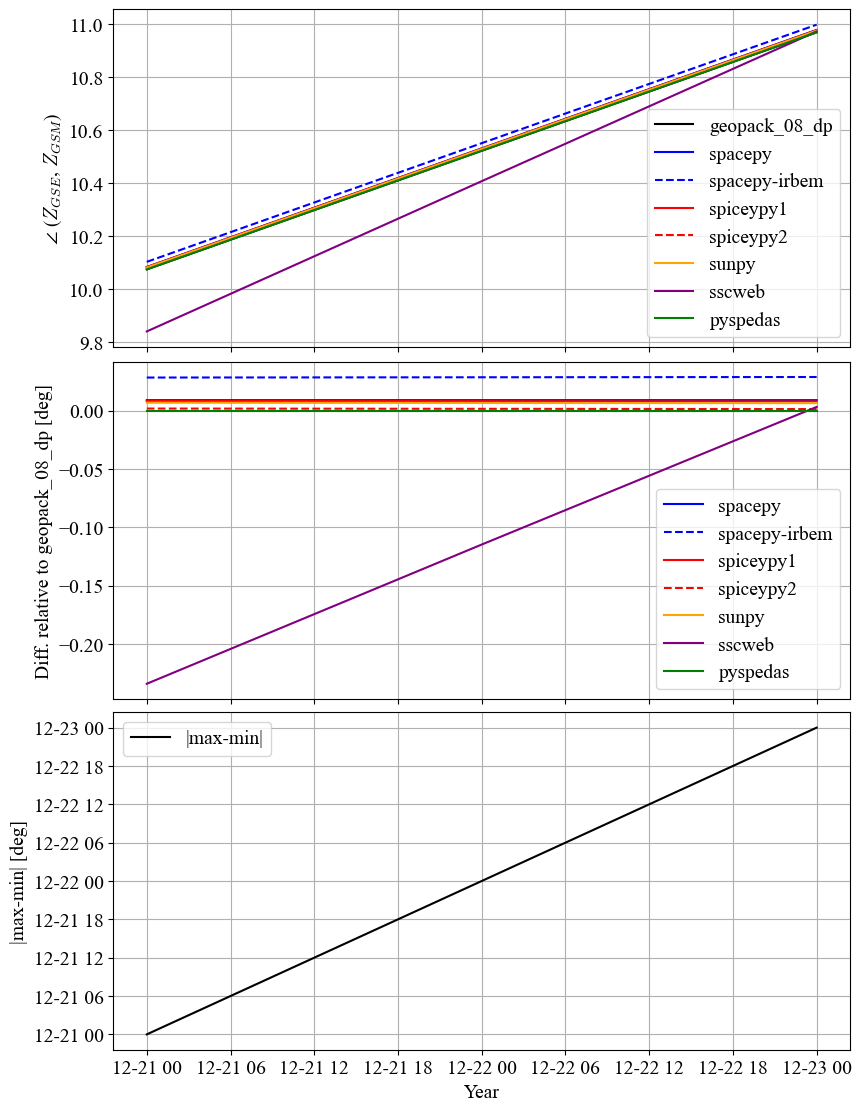 ∠ (Z_GSE, Z_GSM)
11.0
10.8
10.6
10.4
10.2
10.0
9.8
geopack_08_dp
spacepy
spacepy-irbem
spiceypy1
spiceypy2
sunpy
sscweb
pyspedas
Diff. relative to geopack_08_dp [deg]
0.00
−0.05
−0.10
−0.15
−0.20
spacepy
spacepy-irbem
spiceypy1
spiceypy2
sunpy
sscweb
pyspedas
|max-min| [deg]
12-23 00
12-22 18
12-22 12
12-22 06
12-22 00
12-21 18
12-21 12
12-21 06
12-21 00
|max-min|
12-21 00 12-21 06 12-21 12 12-21 18 12-22 00 12-22 06 12-22 12 12-22 18 12-23 00
Year